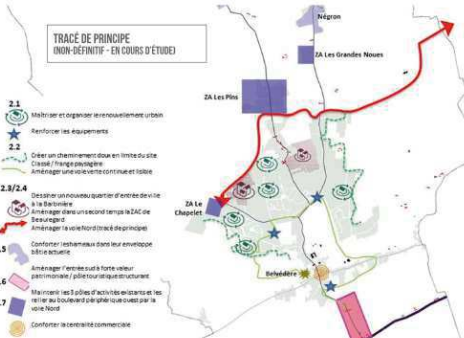 TRACÉ DE PRINCIPE
(NON-DÉFINITIF - EN COURS D'ÉTUDE)
Négron
ZA Les Grandes Noues
ZA Les Pins
2.1
Maîtriser et organiser le renouvellement urbain
Renforcer les équipements
2.2
Créer un cheminement doux en limite du site
Classé / frange paysagère
Aménager une voie verte continue et lisible
2.3/2.4
Dessiner un nouveau quartier d'entrée de ville
à la Barbinière
Aménager dans un second temps la ZAC de
Beauregard
Aménager la voie Nord (tracé de principe)
ZA Le
Chapelet
.5
Conforter les hameaux dans leur enveloppe
bâtie actuelle
.6
Aménager l'entrée sud à forte valeur
patrimoniale / pôle touristique structurant
Belvédère
.7
Maintenir les 3 pôles d'activités existants et les
relier au boulevard périphérique ouest par la
voie Nord
Conforter la centralité commerciale